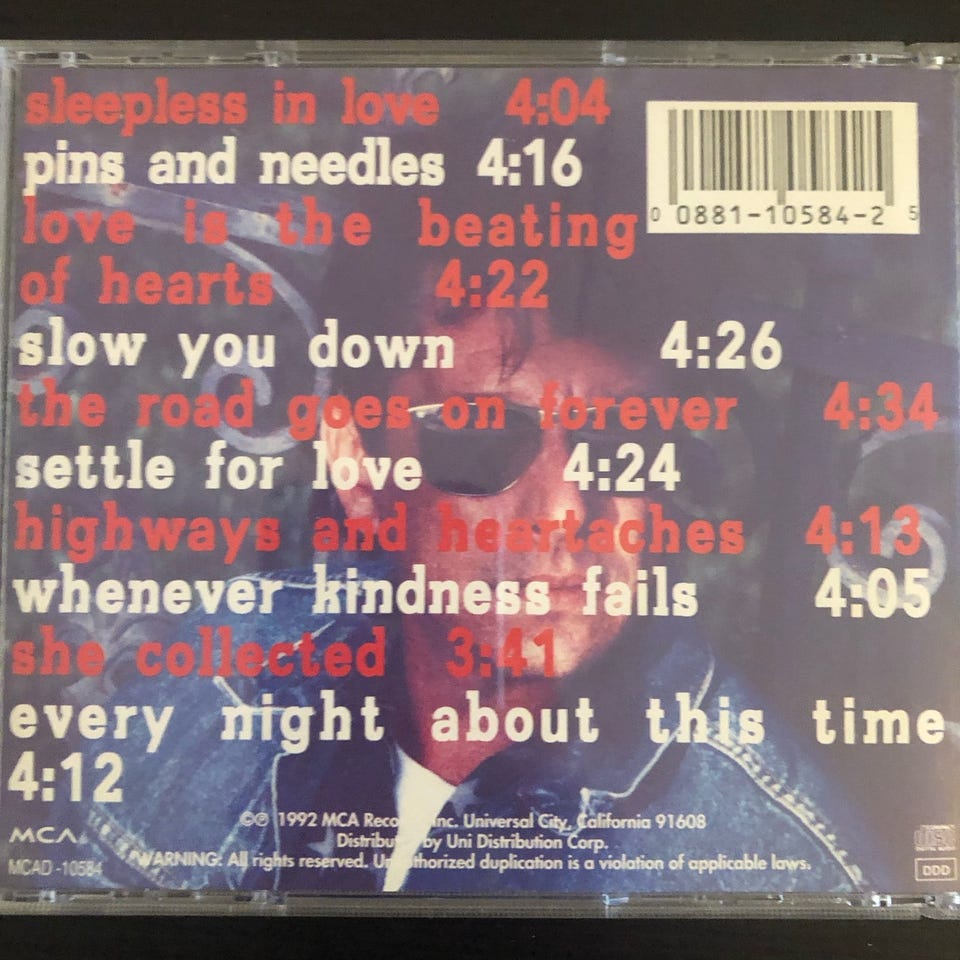 sleepless in love 4:04
pins and needles 4:16
love is the beating
of hearts 4:22
slow you down 4:26
the road goes on forever 4:34
settle for love 4:24
highways and heartaches 4:13
whenever kindness fails 4:05
she collected 3:41
every night about this time
4:12
0 0881-10584-2 5
©℗ 1992 MCA Reco Inc. Universal City, California 91608
Distribu by Uni Distribution Corp.
WARNING: All rights reserved. Unauthorized duplication is a violation of applicable laws.
MCA
MCAD-10584
DDD